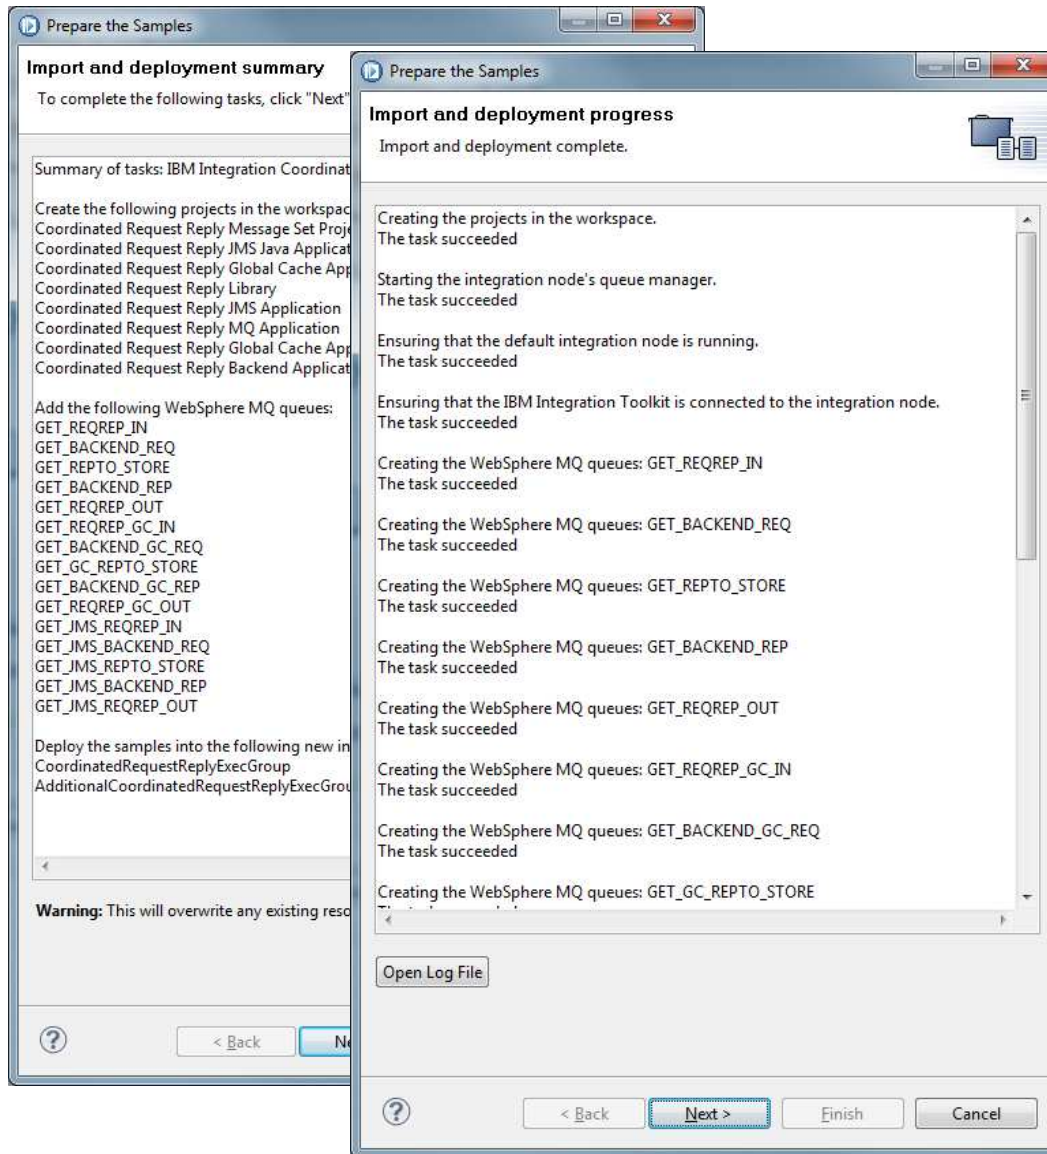 Prepare the Samples
Import and deployment summary
To complete the following tasks, click "Next"
Summary of tasks: IBM Integration
Create the following projects in the
Coordinated Request Reply Message Set
Coordinated Request Reply JMS Java
Coordinated Request Reply Global Cache
Coordinated Request Reply Library
Coordinated Request Reply JMS Application
Coordinated Request Reply MQ Application
Coordinated Request Reply Global Cache
Coordinated Request Reply Backend
Add the following WebSphere MQ queues:
GET_REQREP_IN
GET_BACKEND_REQ
GET_REPTO_STORE
GET_BACKEND_REP
GET_REQREP_OUT
GET_REQREP_GC_IN
GET_BACKEND_GC_REQ
GET_GC_REPTO_STORE
GET_BACKEND_GC_REP
GET_REQREP_GC_OUT
GET_JMS_REQREP_IN
GET_JMS_BACKEND_REQ
GET_JMS_REPTO_STORE
GET_JMS_BACKEND_REP
GET_JMS_REQREP_OUT
Deploy the samples into the following new
CoordinatedRequestReplyExecGroup
Warning: This will overwrite any existing
< Back
Prepare the Samples
Import and deployment progress
Import and deployment complete.
Creating the projects in the workspace.
The task succeeded
Starting the integration node's queue manager.
The task succeeded
Ensuring that the default integration node is running.
The task succeeded
Ensuring that the IBM Integration Toolkit is connected to the integration node.
The task succeeded
Creating the WebSphere MQ queues: GET_REQREP_IN
The task succeeded
Creating the WebSphere MQ queues: GET_BACKEND_REQ
The task succeeded
Creating the WebSphere MQ queues: GET_REPTO_STORE
The task succeeded
Creating the WebSphere MQ queues: GET_BACKEND_REP
The task succeeded
Creating the WebSphere MQ queues: GET_REQREP_OUT
The task succeeded
Creating the WebSphere MQ queues: GET_REQREP_GC_IN
The task succeeded
Creating the WebSphere MQ queues: GET_BACKEND_GC_REQ
The task succeeded
Creating the WebSphere MQ queues: GET_GC_REPTO_STORE
Open Log File
< Back
Next >
Finish
Cancel